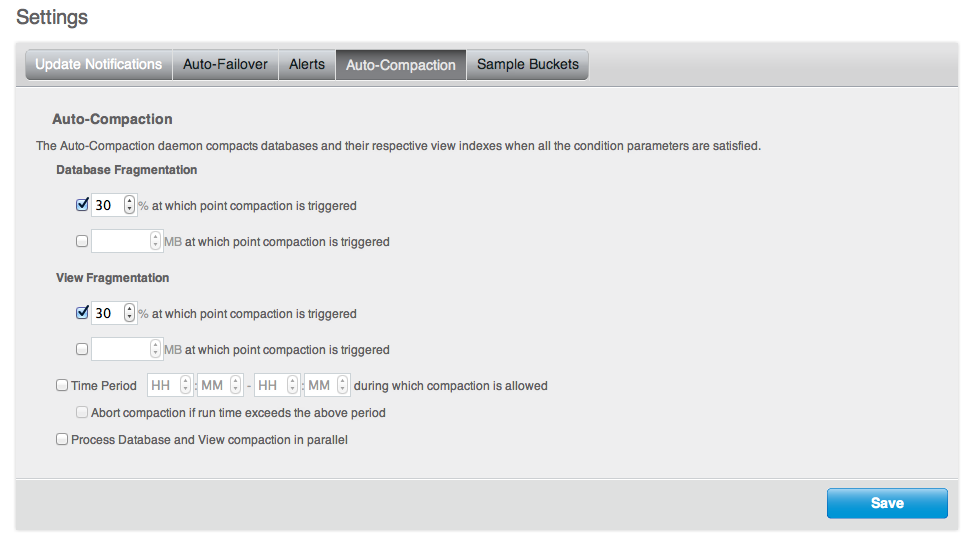 Settings
Update Notifications Auto-Failover Alerts Auto-Compaction Sample Buckets
Auto-Compaction
The Auto-Compaction daemon compacts databases and their respective view indexes when all the condition parameters are satisfied.
Database Fragmentation
30 % at which point compaction is triggered
MB at which point compaction is triggered
View Fragmentation
30 % at which point compaction is triggered
MB at which point compaction is triggered
Time Period HH : MM - HH : MM during which compaction is allowed
Abort compaction if run time exceeds the above period
Process Database and View compaction in parallel
Save